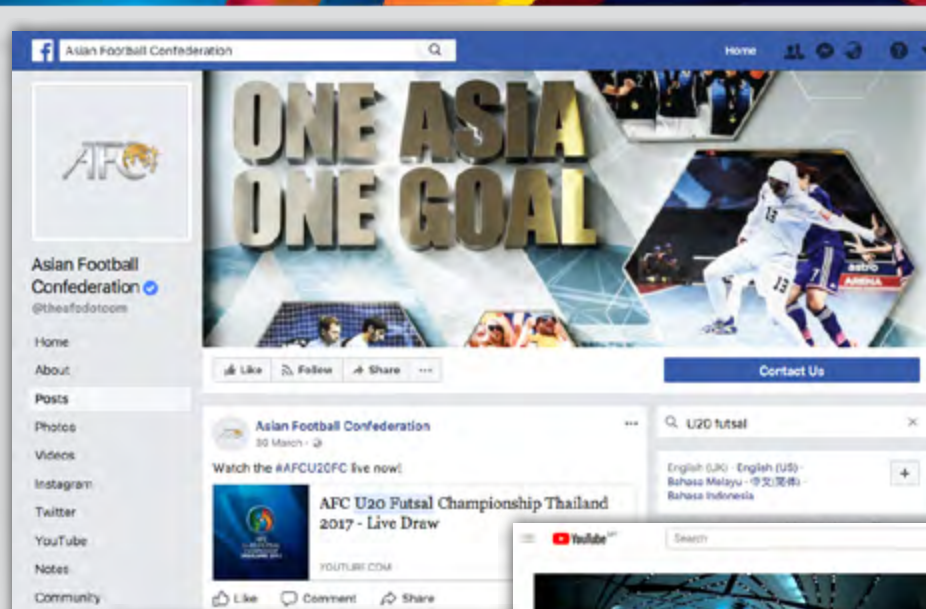 Asian Football Confederation
Home
AFC
ONE ASIA
ONE GOAL
13
13
7
astro
ARENA
Asian Football
Confederation
@theafcdotcom
Home
About
Posts
Photos
Videos
Instagram
Twitter
YouTube
Notes
Community
Like Follow Share ...
Contact Us
Asian Football Confederation
30 March
Watch the #AFCU20FC live now!
AFC U20 Futsal Championship Thailand
2017 - Live Draw
YOUTUBE.COM
Like Comment Share
U20 futsal
English (UK) · English (US) ·
Bahasa Melayu · 中文(简体) ·
Bahasa Indonesia
YouTube
Search